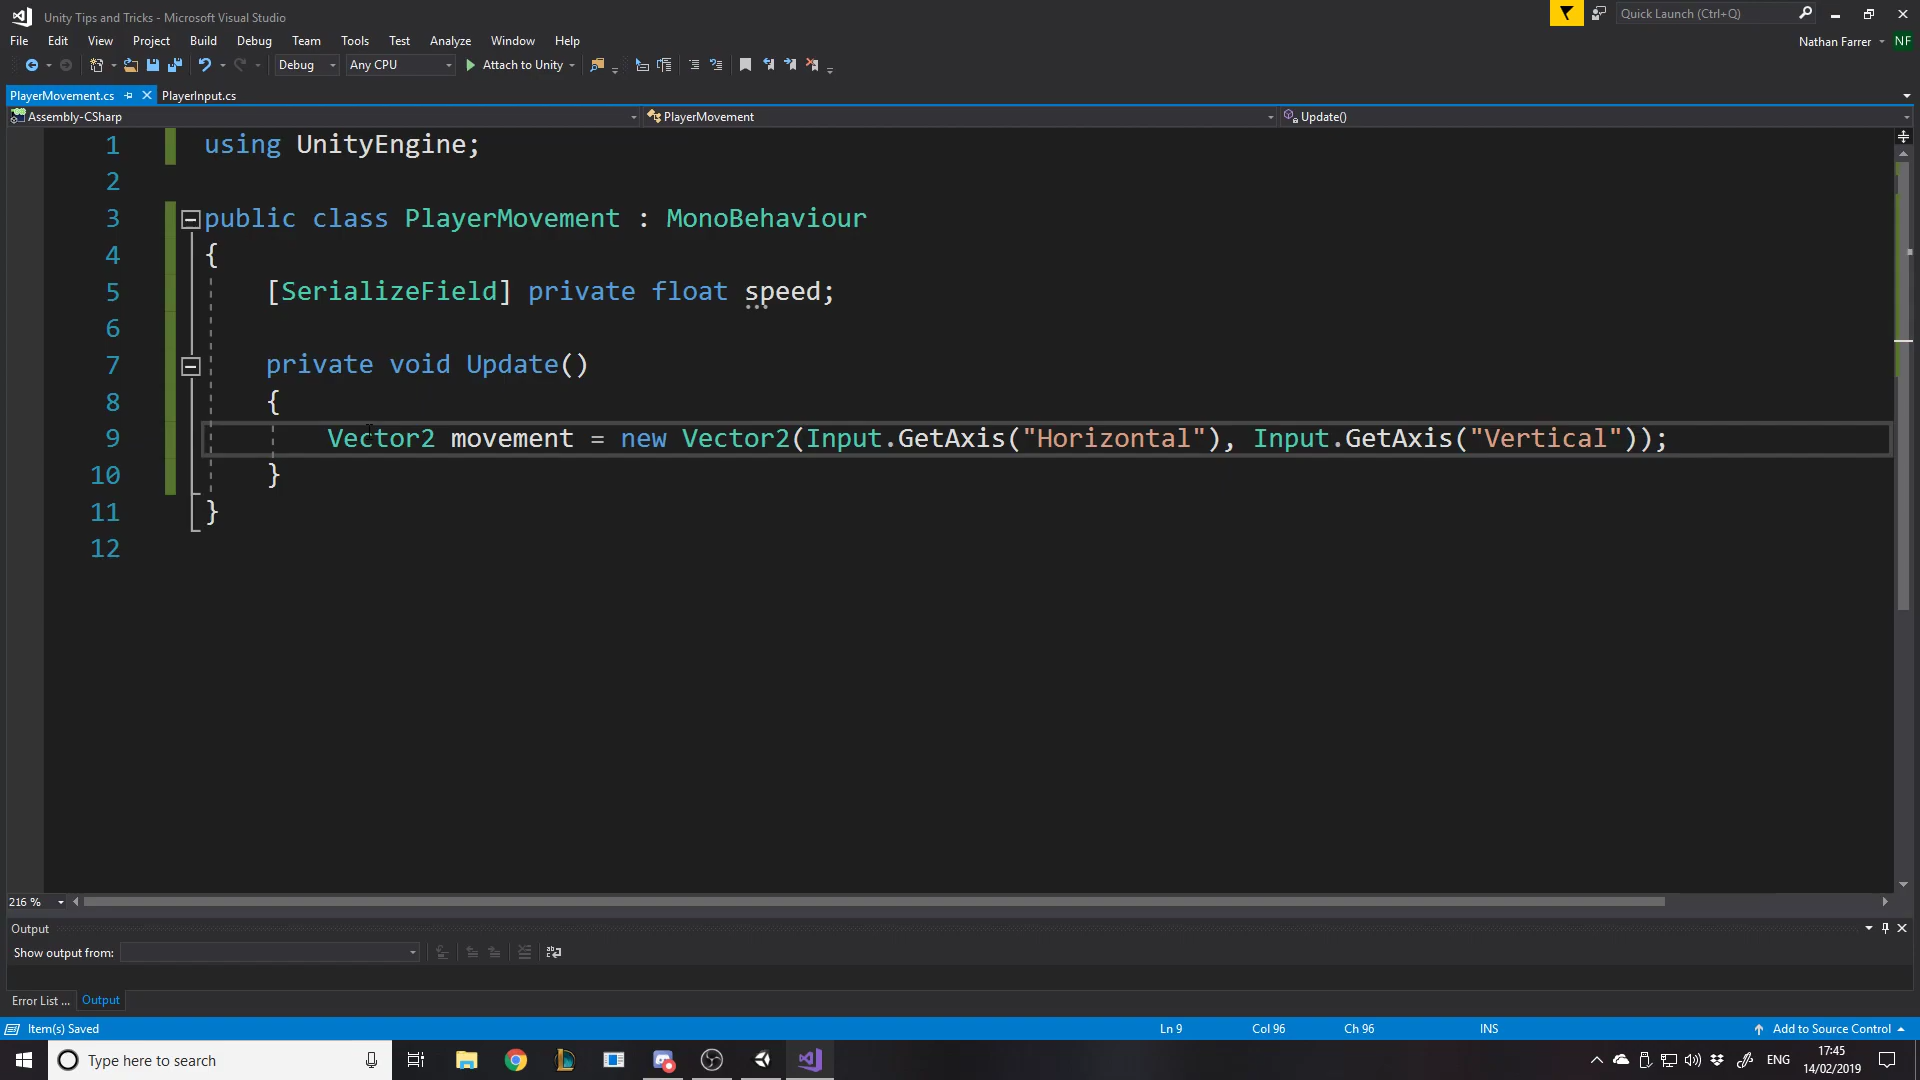 Unity Tips and Tricks - Microsoft Visual Studio
Quick Launch (Ctrl+Q)
File Edit View Project Build Debug Team Tools Test Analyze Window Help
Nathan Farrer NF
Debug Any CPU Attach to Unity
PlayerMovement.cs PlayerInput.cs
Assembly-CSharp PlayerMovement Update()
1 using UnityEngine;
2
3 public class PlayerMovement : MonoBehaviour
4 {
5 [SerializeField] private float speed;
6
7 private void Update()
8 {
9 Vector2 movement = new Vector2(Input.GetAxis("Horizontal"), Input.GetAxis("Vertical"));
10 }
11 }
12
216 %
Output
Show output from:
Error List ... Output
Item(s) Saved Ln 9 Col 96 Ch 96 INS Add to Source Control
Type here to search
ENG
17:45
14/02/2019